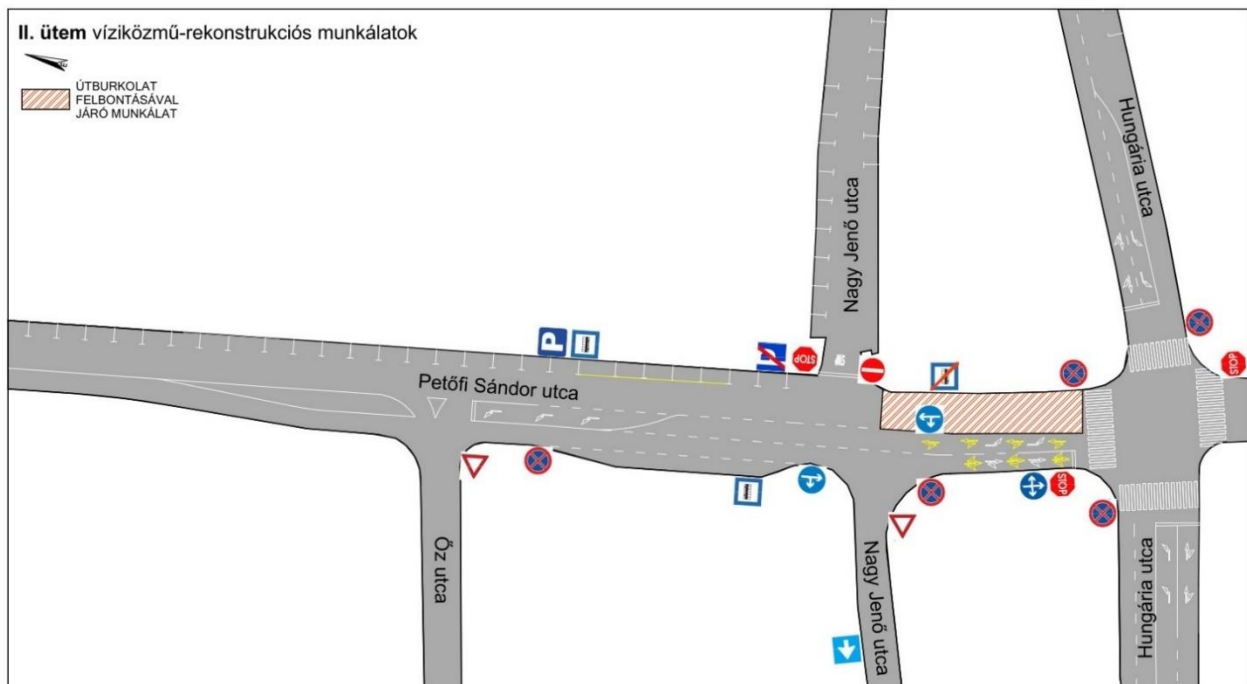 II. ütem víziközmű-rekonstrukciós munkálatok
ÚTBURKOLAT
FELBONTÁSÁVAL
JÁRÓ MUNKÁLAT
Nagy Jenő utca
Hungária utca
P
STOP
STOP
Petőfi Sándor utca
STOP
Őz utca
Nagy Jenő utca
Hungária utca